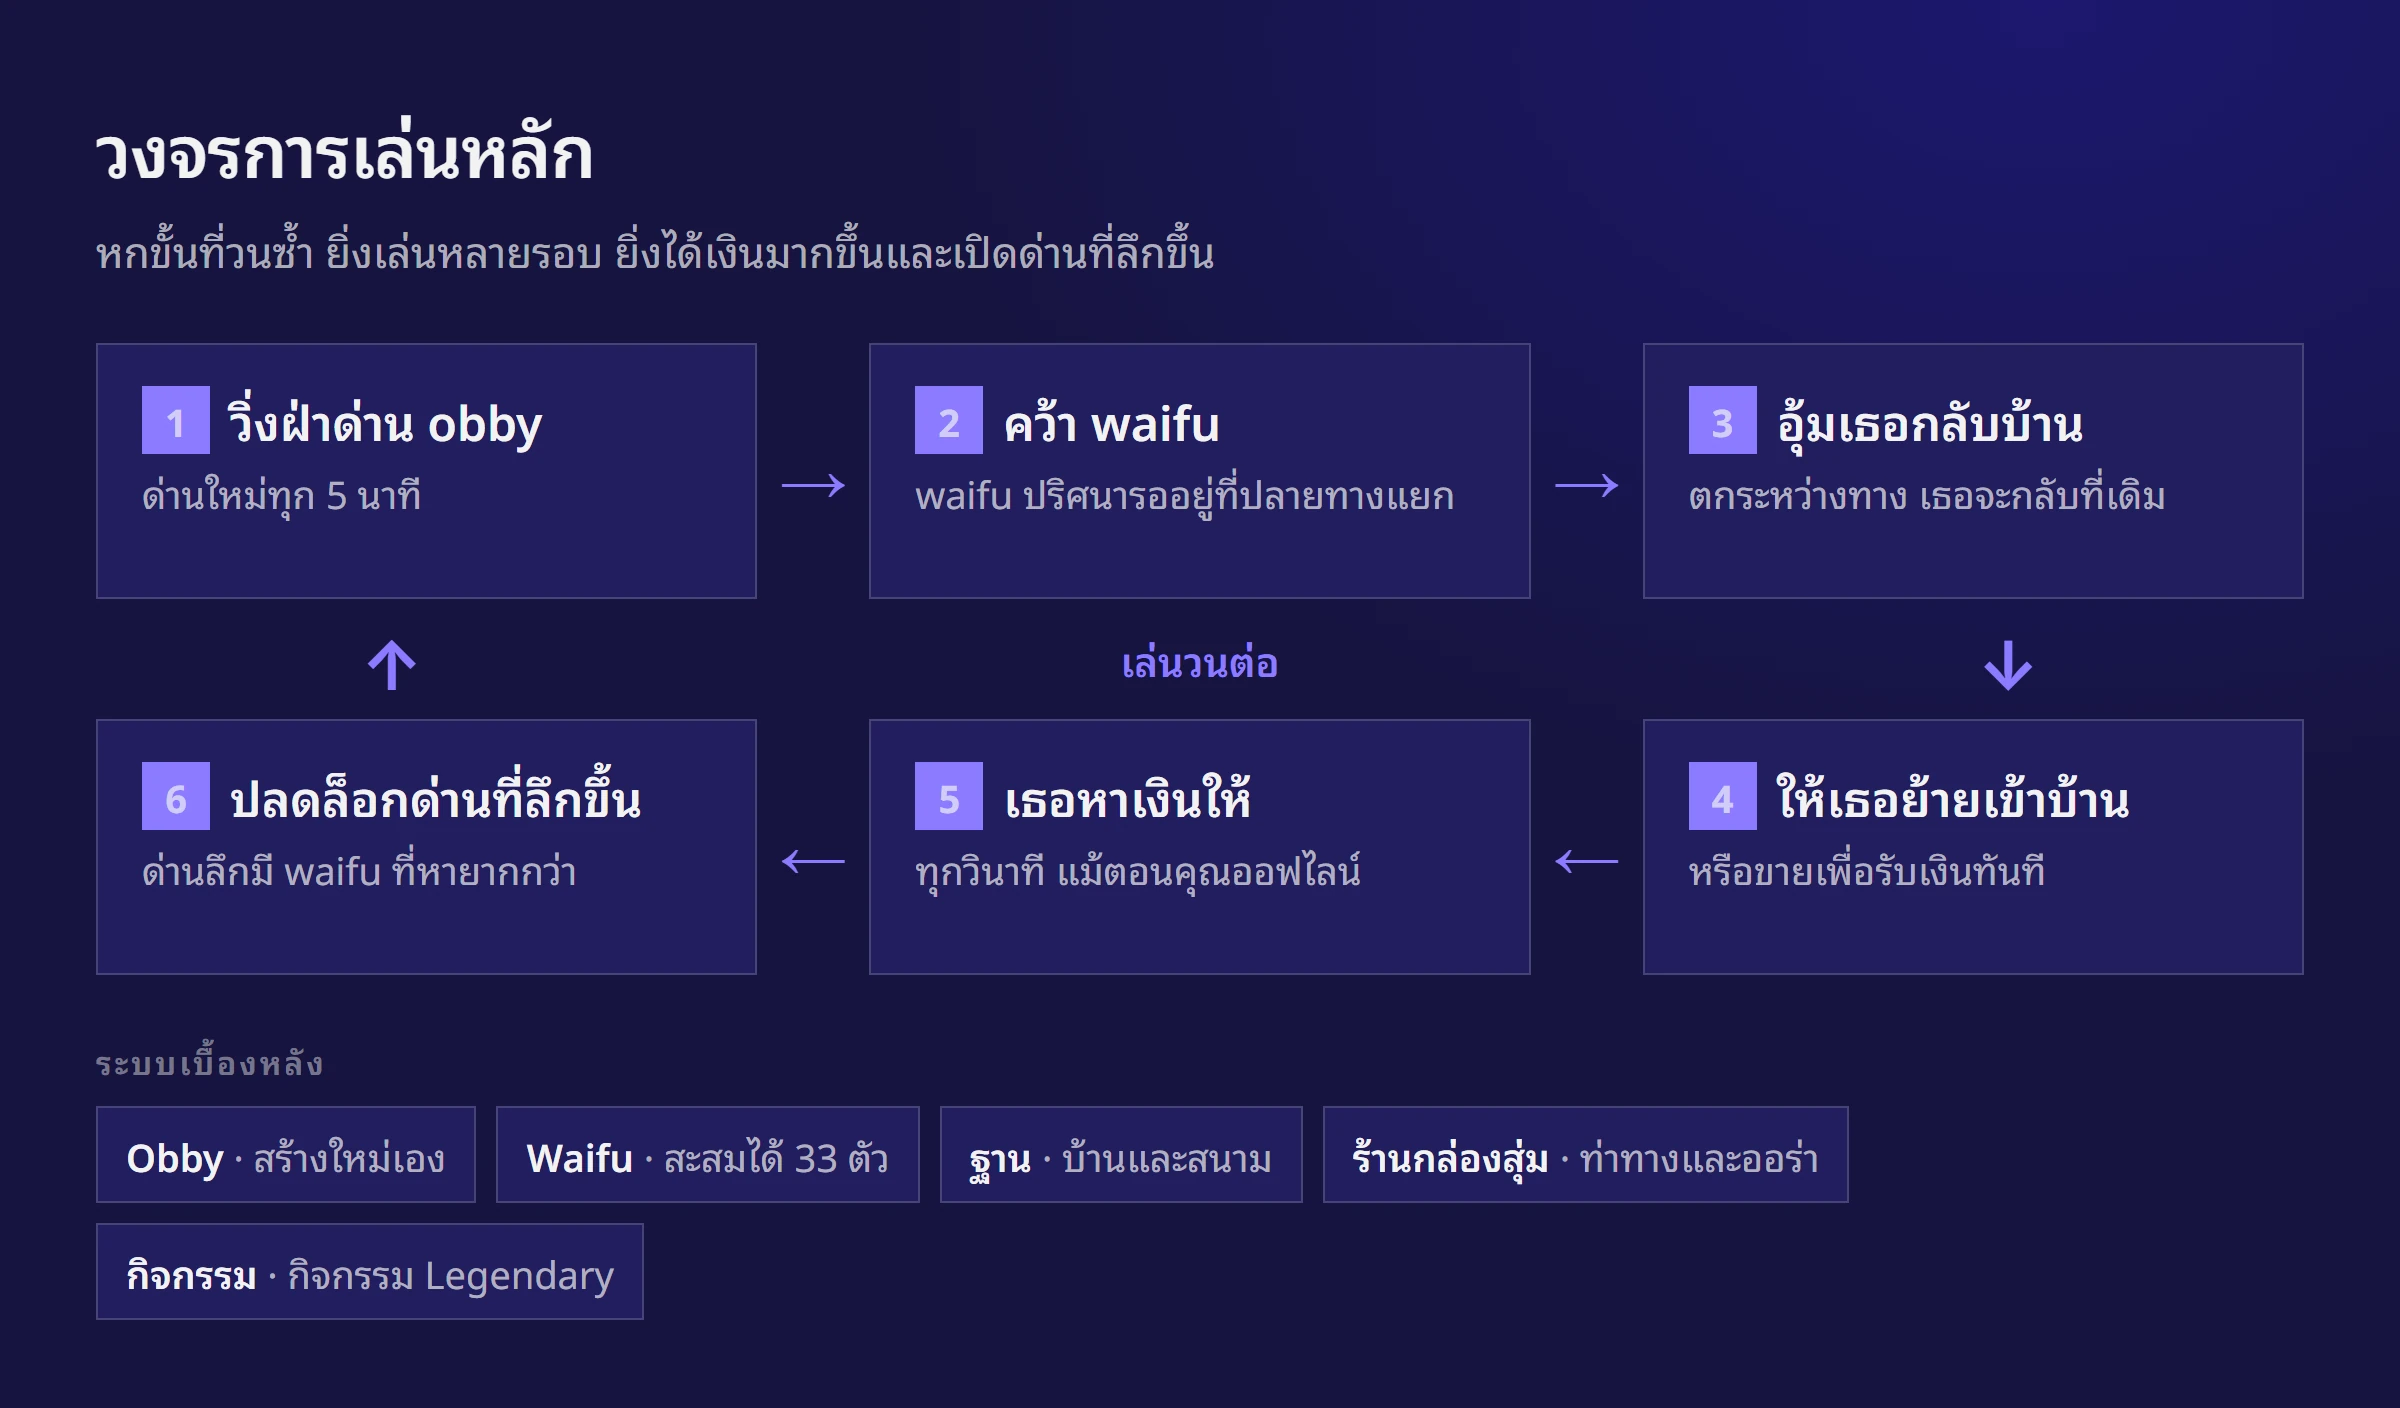 วงจรการเล่นหลัก
หกขั้นที่วนซ้ำ ยิ่งเล่นหลายรอบ ยิ่งได้เงินมากขึ้นและเปิดด่านที่ลึกขึ้น
1 วิ่งฝ่าด่าน obby
ด่านใหม่ทุก 5 นาที
→
2 คว้า waifu
waifu ปริศนารออยู่ที่ปลายทางแยก
→
3 อุ้มเธอกลับบ้าน
ตกระหว่างทาง เธอจะกลับที่เดิม
↑
เล่นวนต่อ
↓
6 ปลดล็อกด่านที่ลึกขึ้น
ด่านลึกมี waifu ที่หายากกว่า
←
5 เธอหาเงินให้
ทุกวินาที แม้ตอนคุณออฟไลน์
←
4 ให้เธอย้ายเข้าบ้าน
หรือขายเพื่อรับเงินทันที
ระบบเบื้องหลัง
Obby · สร้างใหม่เอง
Waifu · สะสมได้ 33 ตัว
ฐาน · บ้านและสนาม
ร้านกล่องสุ่ม · ท่าทางและออร่า
กิจกรรม · กิจกรรม Legendary